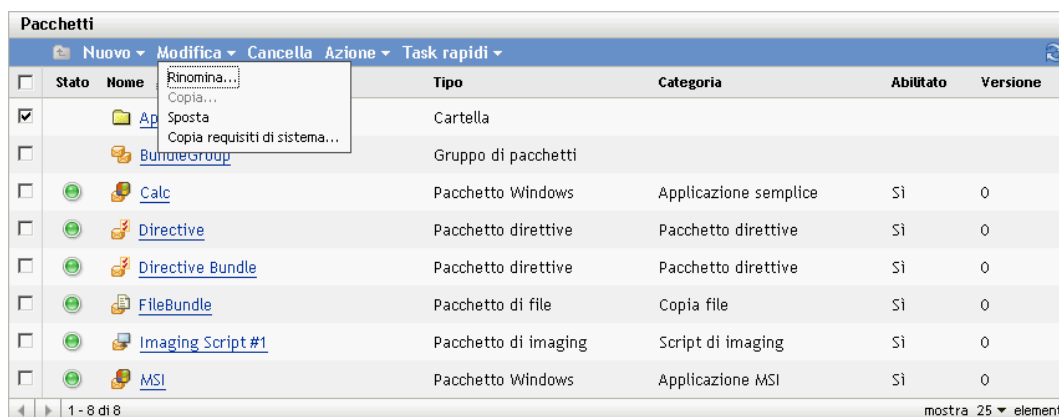 Pacchetti
Nuovo Modifica Cancella Azione Task rapidi
Stato Nome Tipo Categoria Abilitato Versione
Rinomina...
Copia...
Sposta
Copia requisiti di sistema...
Ap Cartella
BundleGroup Gruppo di pacchetti
Calc Pacchetto Windows Applicazione semplice Sì 0
Directive Pacchetto direttive Pacchetto direttive Sì 0
Directive Bundle Pacchetto direttive Pacchetto direttive Sì 0
FileBundle Pacchetto di file Copia file Sì 0
Imaging Script #1 Pacchetto di imaging Script di imaging Sì 0
MSI Pacchetto Windows Applicazione MSI Sì 0
1 - 8 di 8 mostra 25 element